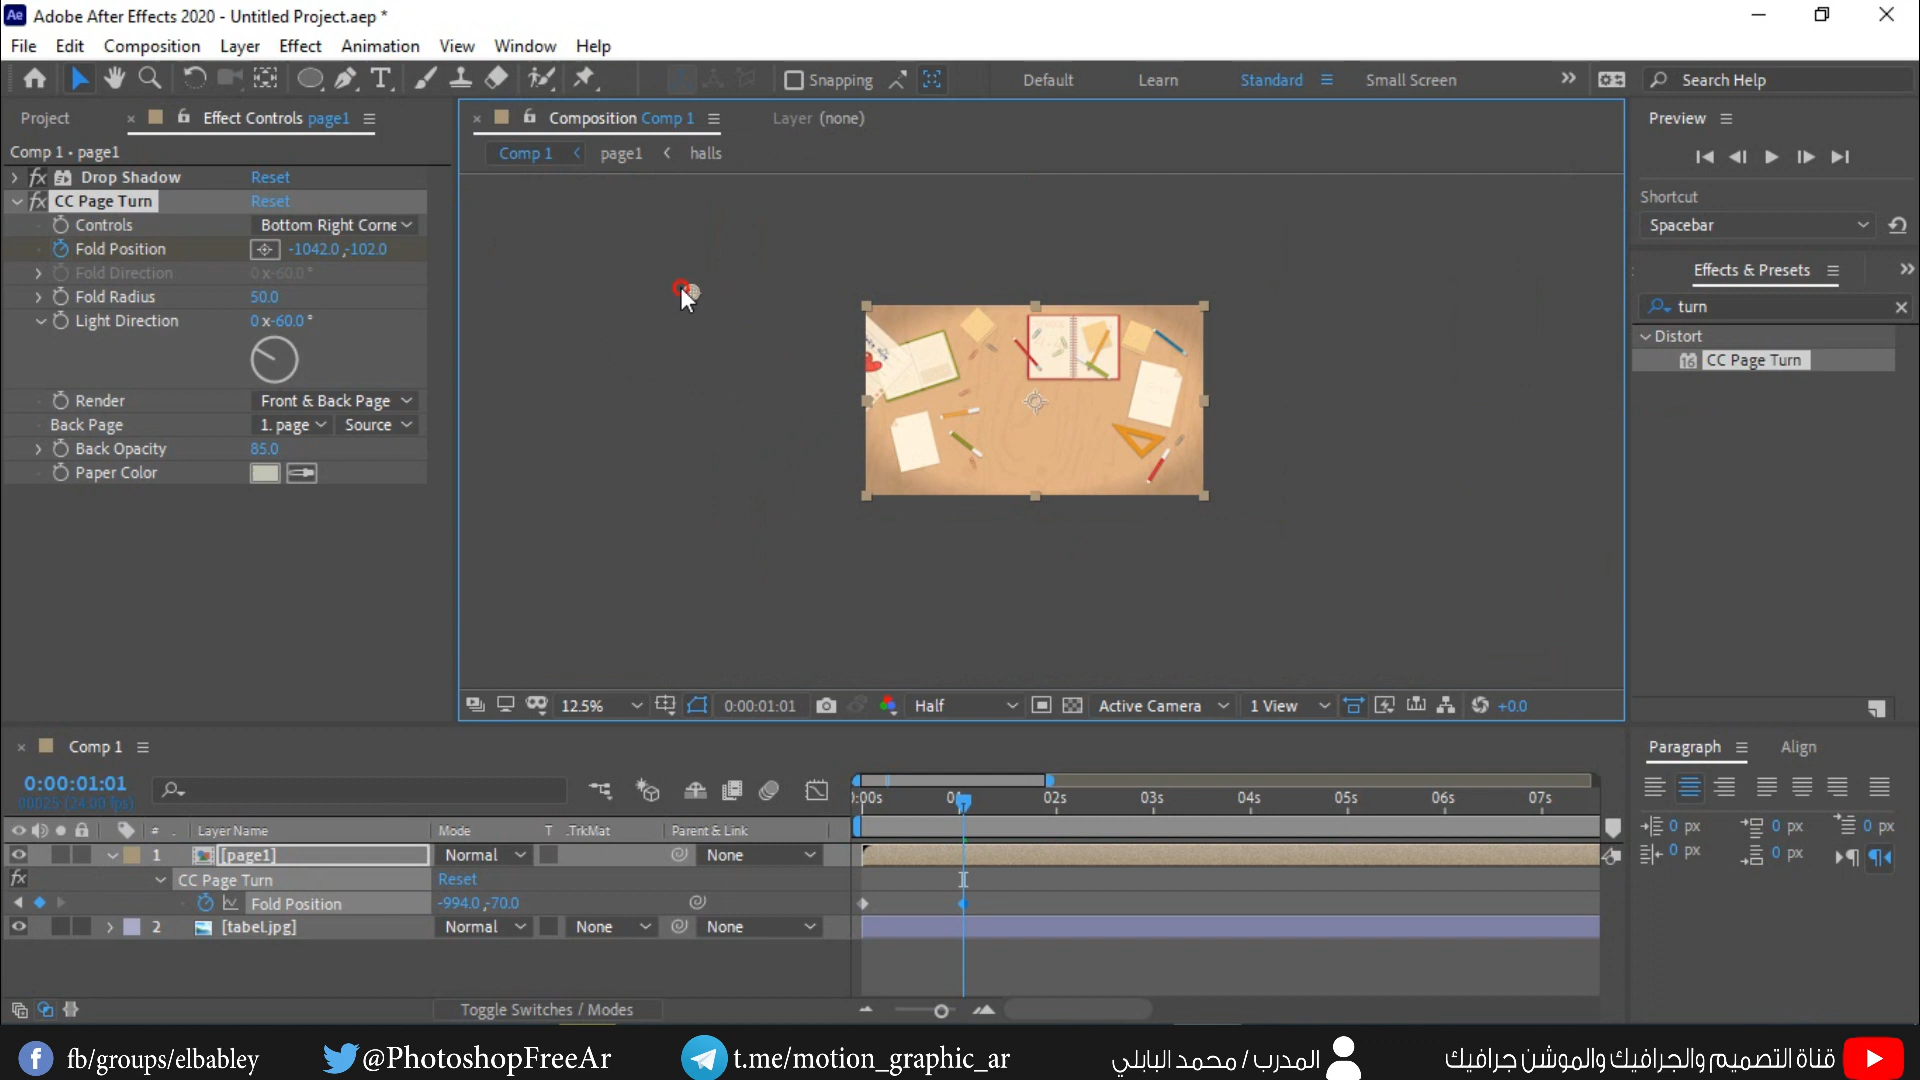 Adobe After Effects 2020 - Untitled Project.aep *
File Edit Composition Layer Effect Animation View Window Help
Snapping Default Learn Standard Small Screen Search Help
Project Effect Controls page1
Comp 1 • page1
Drop Shadow Reset
CC Page Turn Reset
Controls Bottom Right Corne
Fold Position -1042.0,-102.0
Fold Direction 0x-60.0°
Fold Radius 50.0
Light Direction 0x-60.0°
Render Front & Back Page
Back Page 1. page Source
Back Opacity 85.0
Paper Color
Composition Comp 1 Layer (none)
Comp 1 page1 halls
12.5% 0:00:01:01 Half Active Camera 1 View +0.0
Preview
Shortcut
Spacebar
Effects & Presets
turn
Distort
16 CC Page Turn
Comp 1
0:00:01:01
00025 (24.00 fps)
Layer Name Mode T .TrkMat Parent & Link
# .
1 [page1] Normal None
CC Page Turn Reset
Fold Position -994.0,-70.0
2 [tabel.jpg] Normal None None
Toggle Switches / Modes
):00s 02s 03s 04s 05s 06s 07s
Paragraph Align
0 px 0 px 0 px
0 px 0 px
fb/groups/elbabley
@PhotoshopFreeAr
t.me/motion_graphic_ar
المدرب / محمد البابلي
قناة التصميم والجرافيك والموشن جرافيك